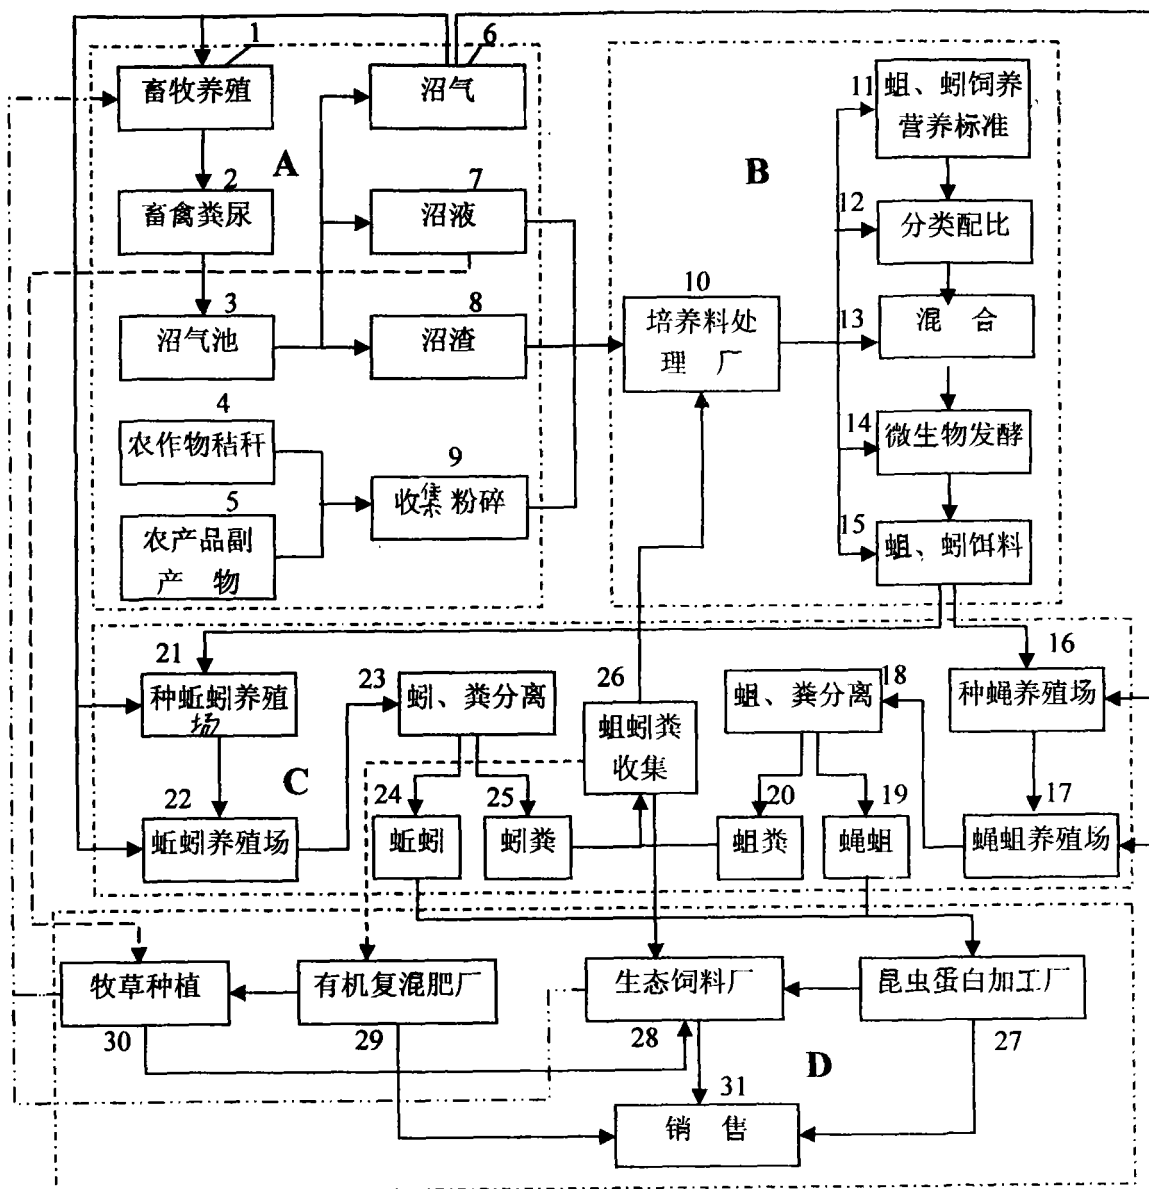 1
畜牧养殖
2
畜禽粪尿
A
3
沼气池
4
农作物秸秆
5
农产品副
产 物
6
沼气
7
沼液
8
沼渣
9
收集粉碎
B
10
培养料处
理 厂
11
蛆、蚓饲养
营养标准
12
分类配比
13
混 合
14
微生物发酵
15
蛆、蚓饵料
21
种蚯蚓养殖
场
22
蚯蚓养殖场
C
23
蚓、粪分离
24
蚯蚓
25
蚓粪
26
蛆蚓粪
收集
18
蛆、粪分离
20
蛆粪
19
蝇蛆
16
种蝇养殖场
17
蝇蛆养殖场
牧草种植
30
有机复混肥厂
29
生态饲料厂
28
昆虫蛋白加工厂
27
D
31
销 售